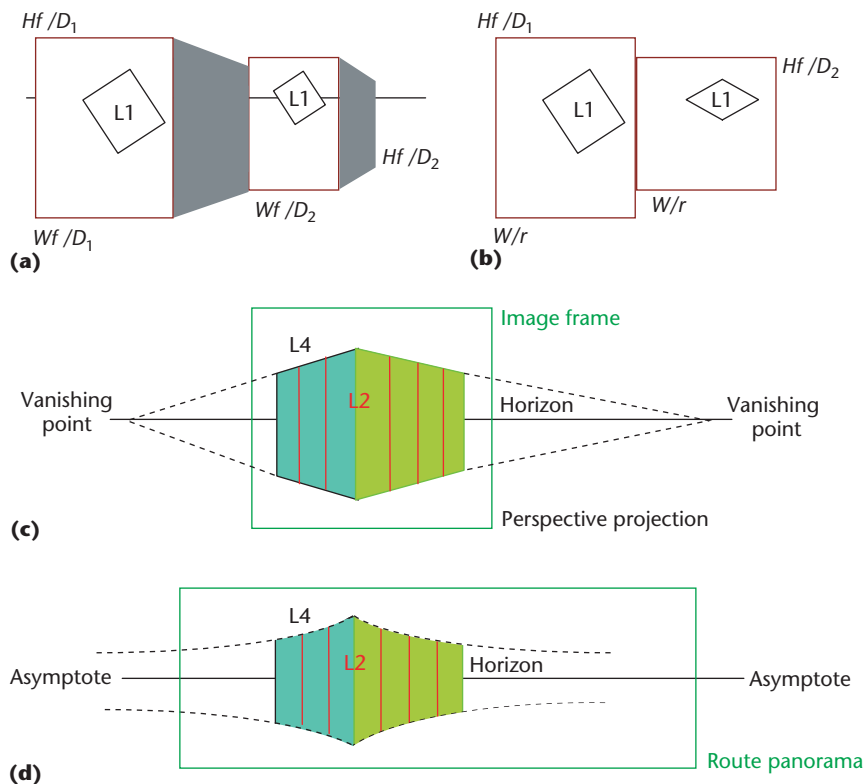 Hf/D1
L1
L1
Hf/D2
Wf/D2
Wf/D1
(a)
Hf/D1
Hf/D2
L1
L1
W/r
W/r
(b)
Image frame
L4
L2
Vanishing
point
Horizon
Vanishing
point
Perspective projection
(c)
L4
L2
Horizon
Asymptote
Asymptote
Route panorama
(d)